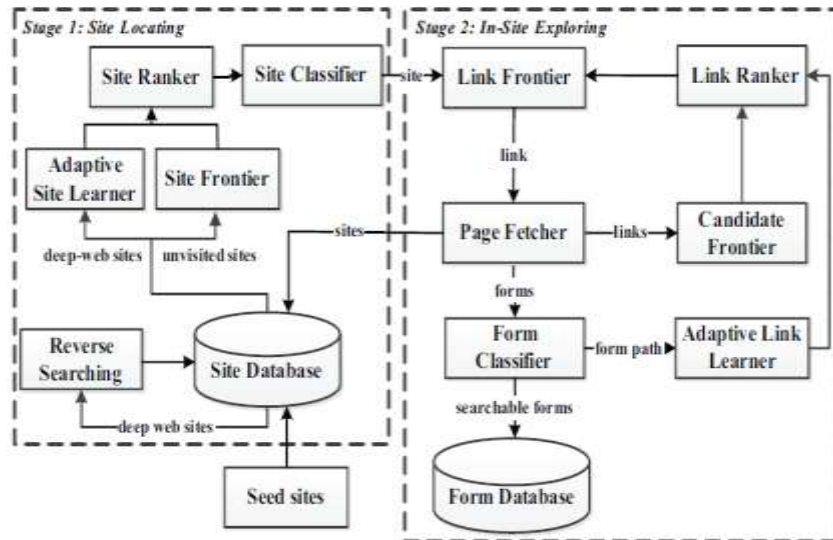 Stage 1: Site Locating
Stage 2: In-Site Exploring
Site Ranker
Site Classifier
site
Link Frontier
Link Ranker
link
Adaptive
Site Learner
Site Frontier
Page Fetcher
links
Candidate
Frontier
sites
deep-web sites
unvisited sites
forms
Reverse
Searching
Site Database
Form
Classifier
form path
Adaptive Link
Learner
deep web sites
searchable forms
Seed sites
Form Database